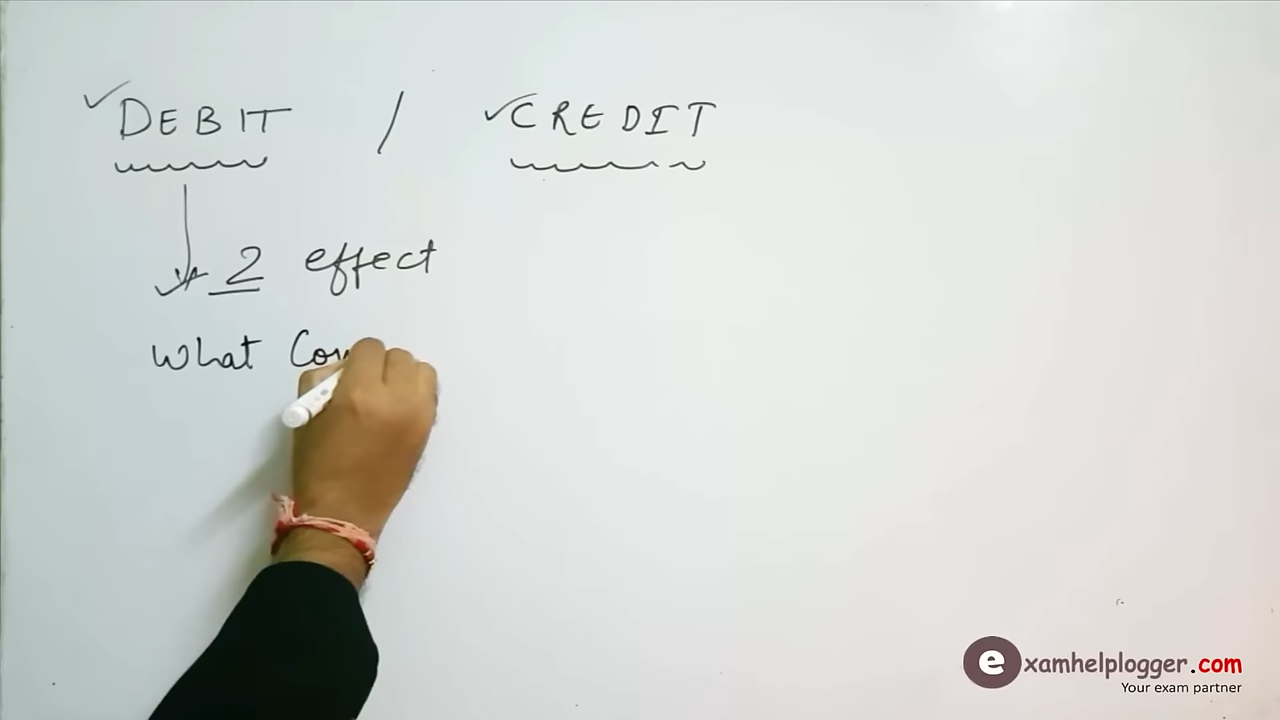 DEBIT / CREDIT
2 effect
What
examhelplogger.com
Your exam partner